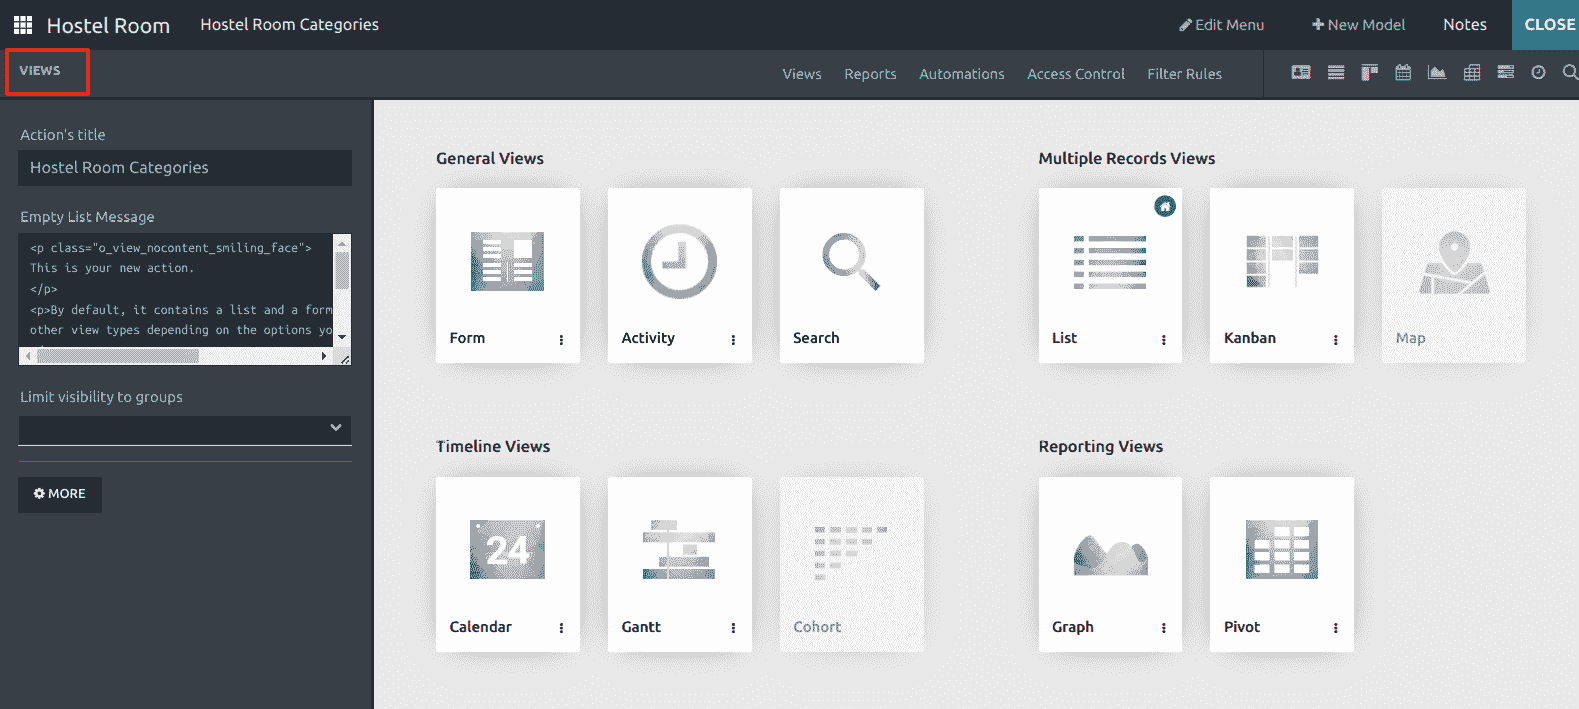 Hostel Room
Hostel Room Categories
Edit Menu
New Model
Notes
CLOSE
VIEWS
Views
Reports
Automations
Access Control
Filter Rules
Action's title
Hostel Room Categories
Empty List Message
<p class="o_view_nocontent_smiling_face">
This is your new action.
</p>
<p>By default, it contains a list and a form
other view types depending on the options yo
Limit visibility to groups
MORE
General Views
Form
Activity
Search
Multiple Records Views
List
Kanban
Map
Timeline Views
24
Calendar
Gantt
Cohort
Reporting Views
Graph
Pivot